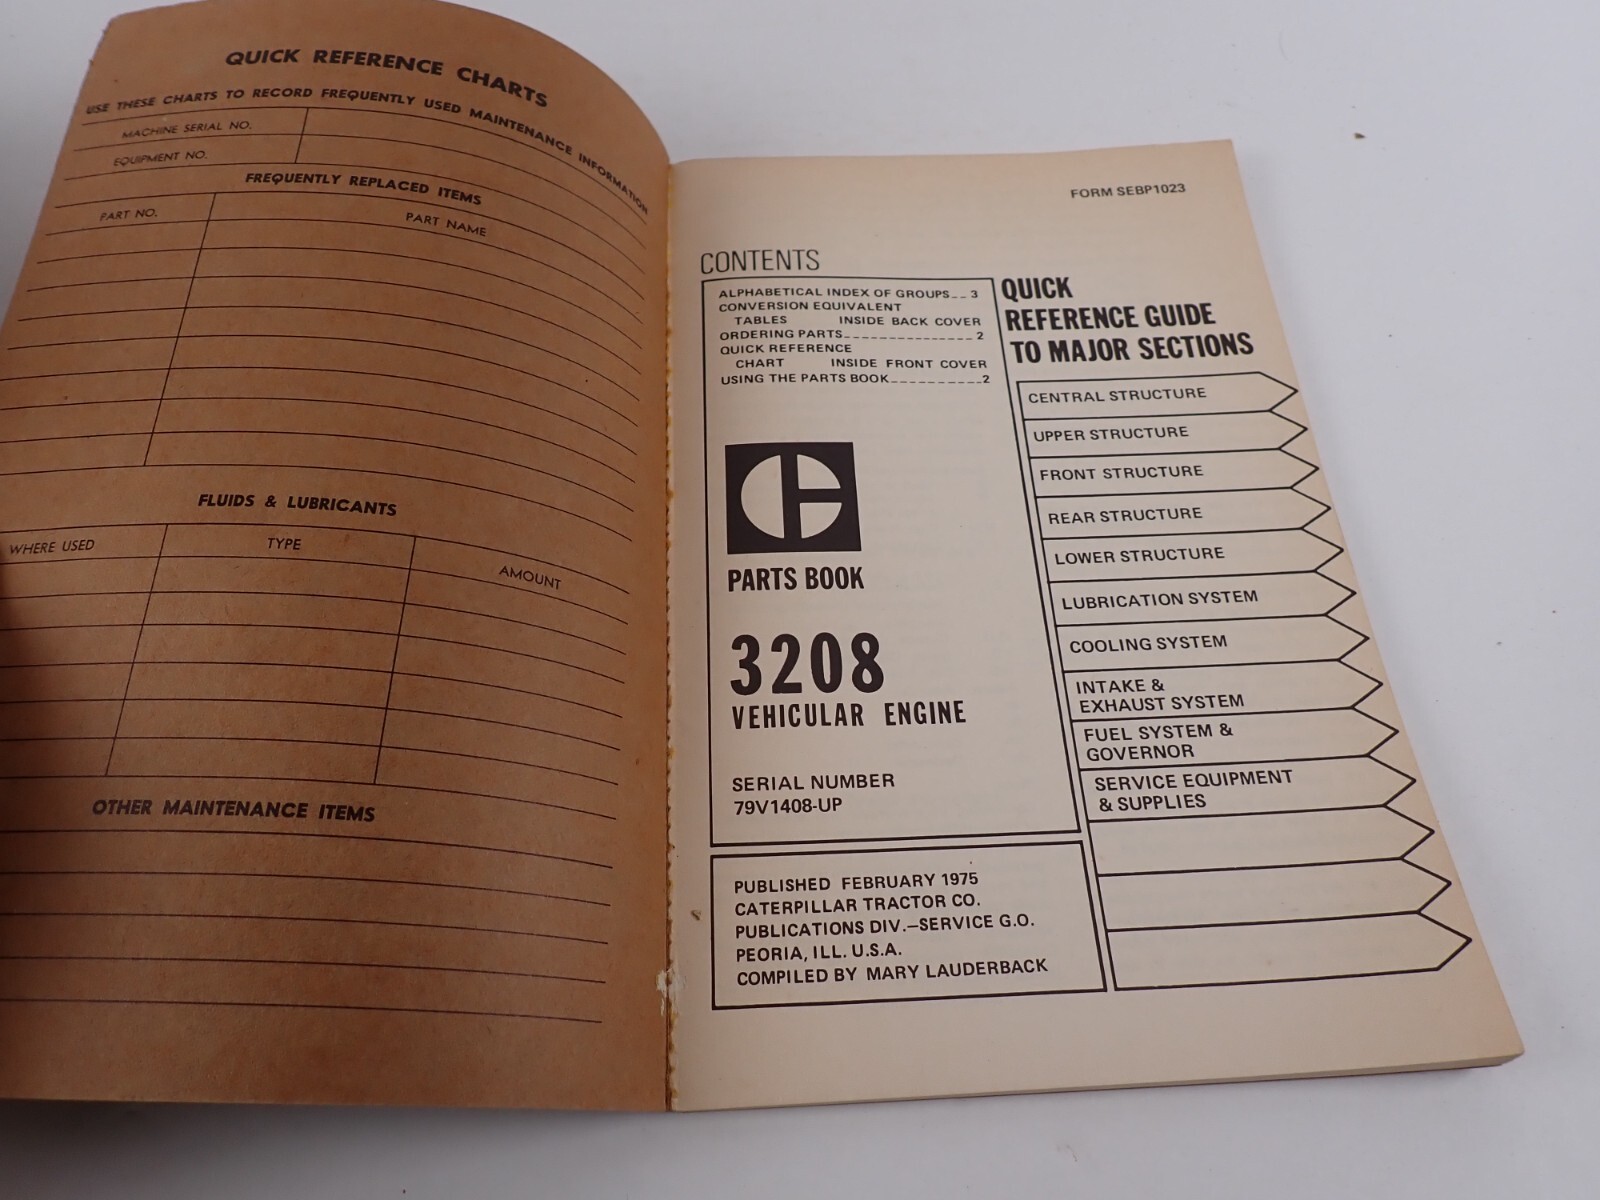 QUICK REFERENCE CHARTS
USE THESE CHARTS TO RECORD FREQUENTLY USED MAINTENANCE INFORMATION
MACHINE SERIAL NO.
EQUIPMENT NO.
FREQUENTLY REPLACED ITEMS
PART NO. PART NAME
FLUIDS & LUBRICANTS
WHERE USED TYPE AMOUNT
OTHER MAINTENANCE ITEMS
FORM SEBP1023
CONTENTS
ALPHABETICAL INDEX OF GROUPS__3
CONVERSION EQUIVALENT
TABLES INSIDE BACK COVER
ORDERING PARTS_______________2
QUICK REFERENCE
CHART INSIDE FRONT COVER
USING THE PARTS BOOK__________2
PARTS BOOK
3208
VEHICULAR ENGINE
SERIAL NUMBER
79V1408-UP
PUBLISHED FEBRUARY 1975
CATERPILLAR TRACTOR CO.
PUBLICATIONS DIV.—SERVICE G.O.
PEORIA, ILL. U.S.A.
COMPILED BY MARY LAUDERBACK
QUICK
REFERENCE GUIDE
TO MAJOR SECTIONS
CENTRAL STRUCTURE
UPPER STRUCTURE
FRONT STRUCTURE
REAR STRUCTURE
LOWER STRUCTURE
LUBRICATION SYSTEM
COOLING SYSTEM
INTAKE &
EXHAUST SYSTEM
FUEL SYSTEM &
GOVERNOR
SERVICE EQUIPMENT
& SUPPLIES